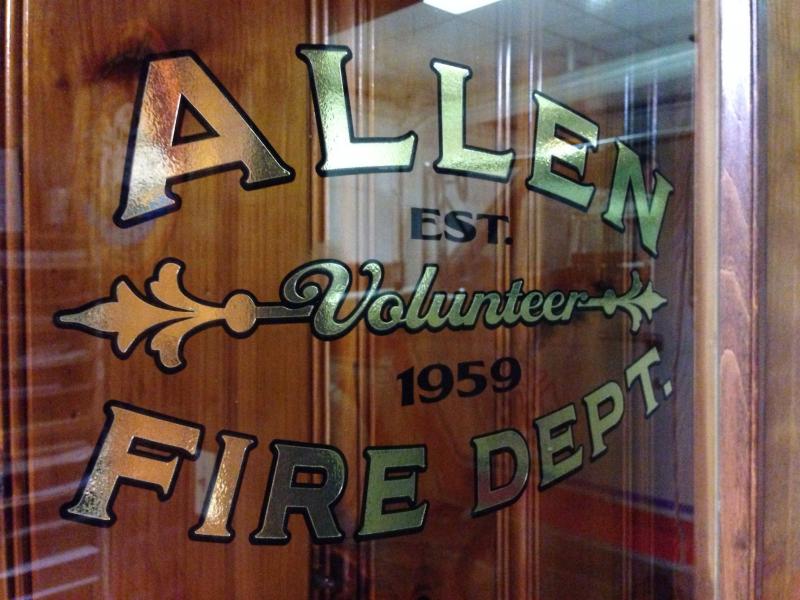 ALLEN
EST.
Volunteer
1959
FIRE DEPT.